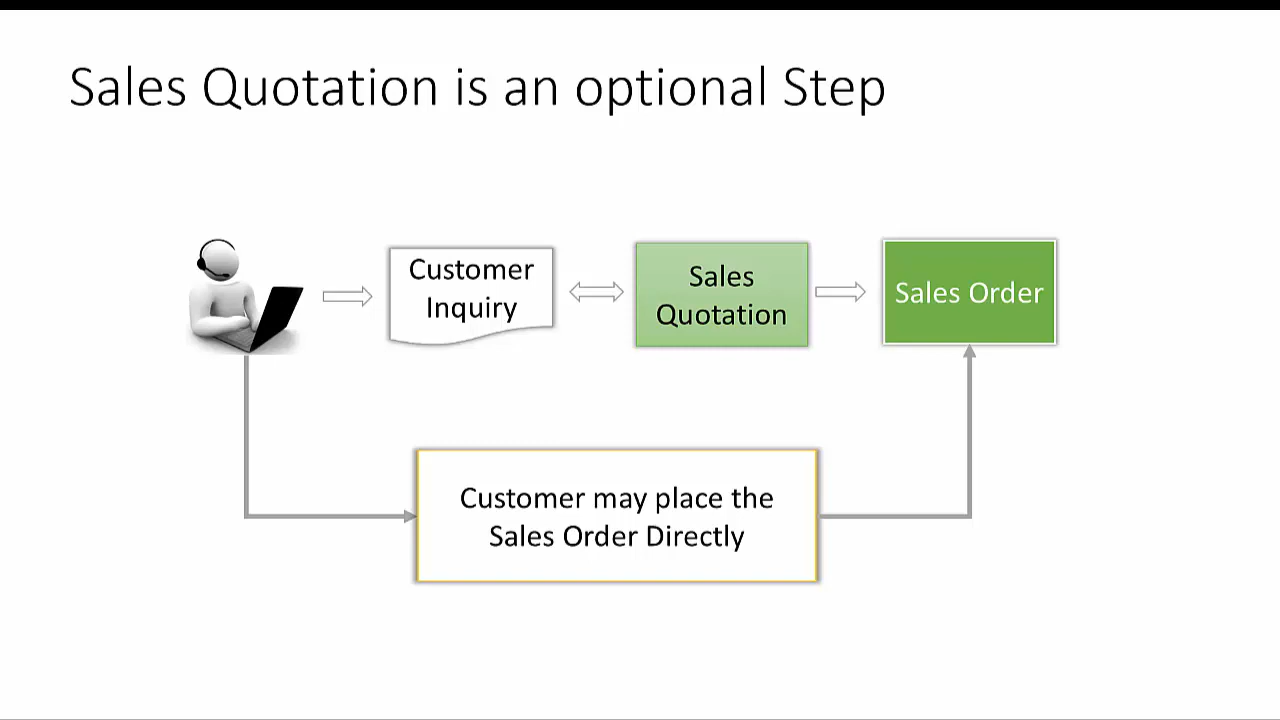 Sales Quotation is an optional Step
Customer
Inquiry
Sales
Quotation
Sales Order
Customer may place the
Sales Order Directly